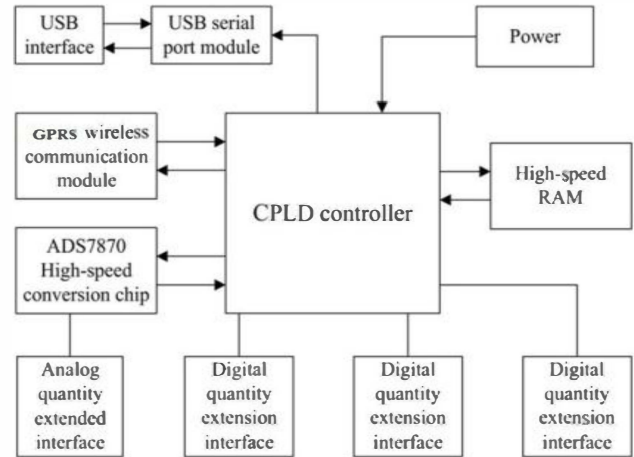 USB
interface
USB serial
port module
Power
GPRS wireless
communication
module
CPLD controller
High-speed
RAM
ADS7870
High-speed
conversion chip
Analog
quantity
extended
interface
Digital
quantity
extension
interface
Digital
quantity
extension
interface
Digital
quantity
extension
interface